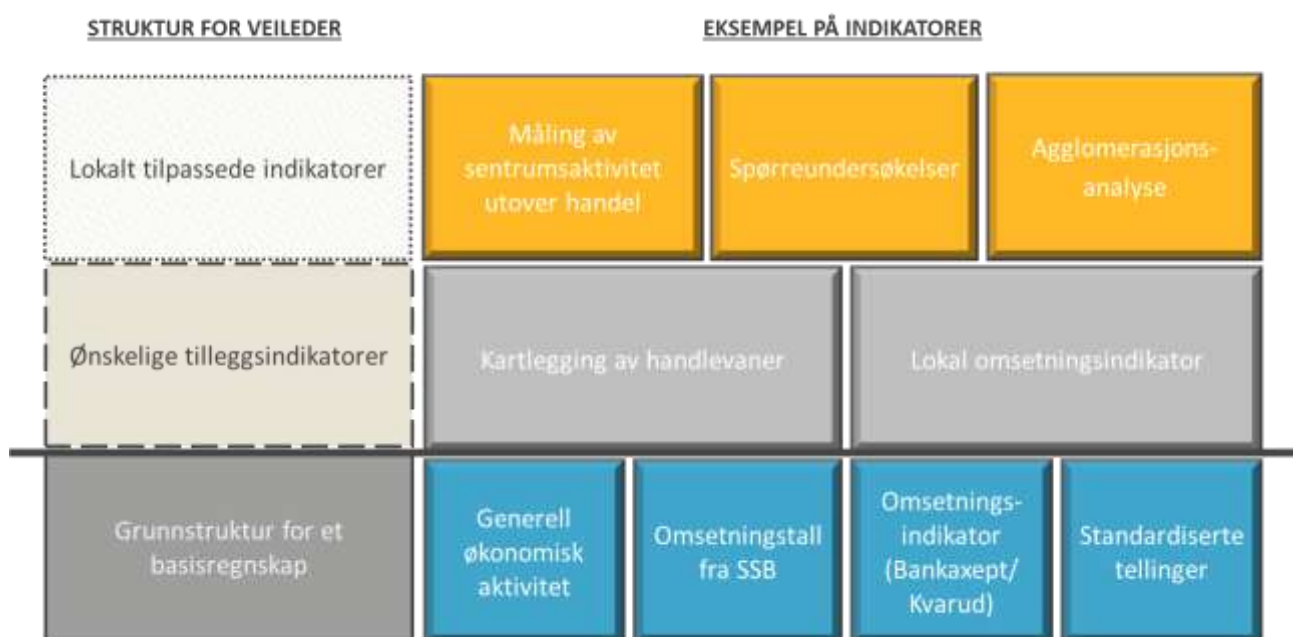 STRUKTUR FOR VEILEDER
EKSEMPEL PÅ INDIKATORER
Lokalt tilpassede indikatorer
Måling av
sentrumsaktivitet
utover handel
Spørreundersøkelser
Agglomerasjons-
analyse
Ønskelige tilleggsindikatorer
Kartlegging av handlevaner
Lokal omsetningsindikator
Grunnstruktur for et
basisregnskap
Generell
økonomisk
aktivitet
Omsetningstall
fra SSB
Omsetnings-
indikator
(Bankaxept/
Kvarud)
Standardiserte
tellinger